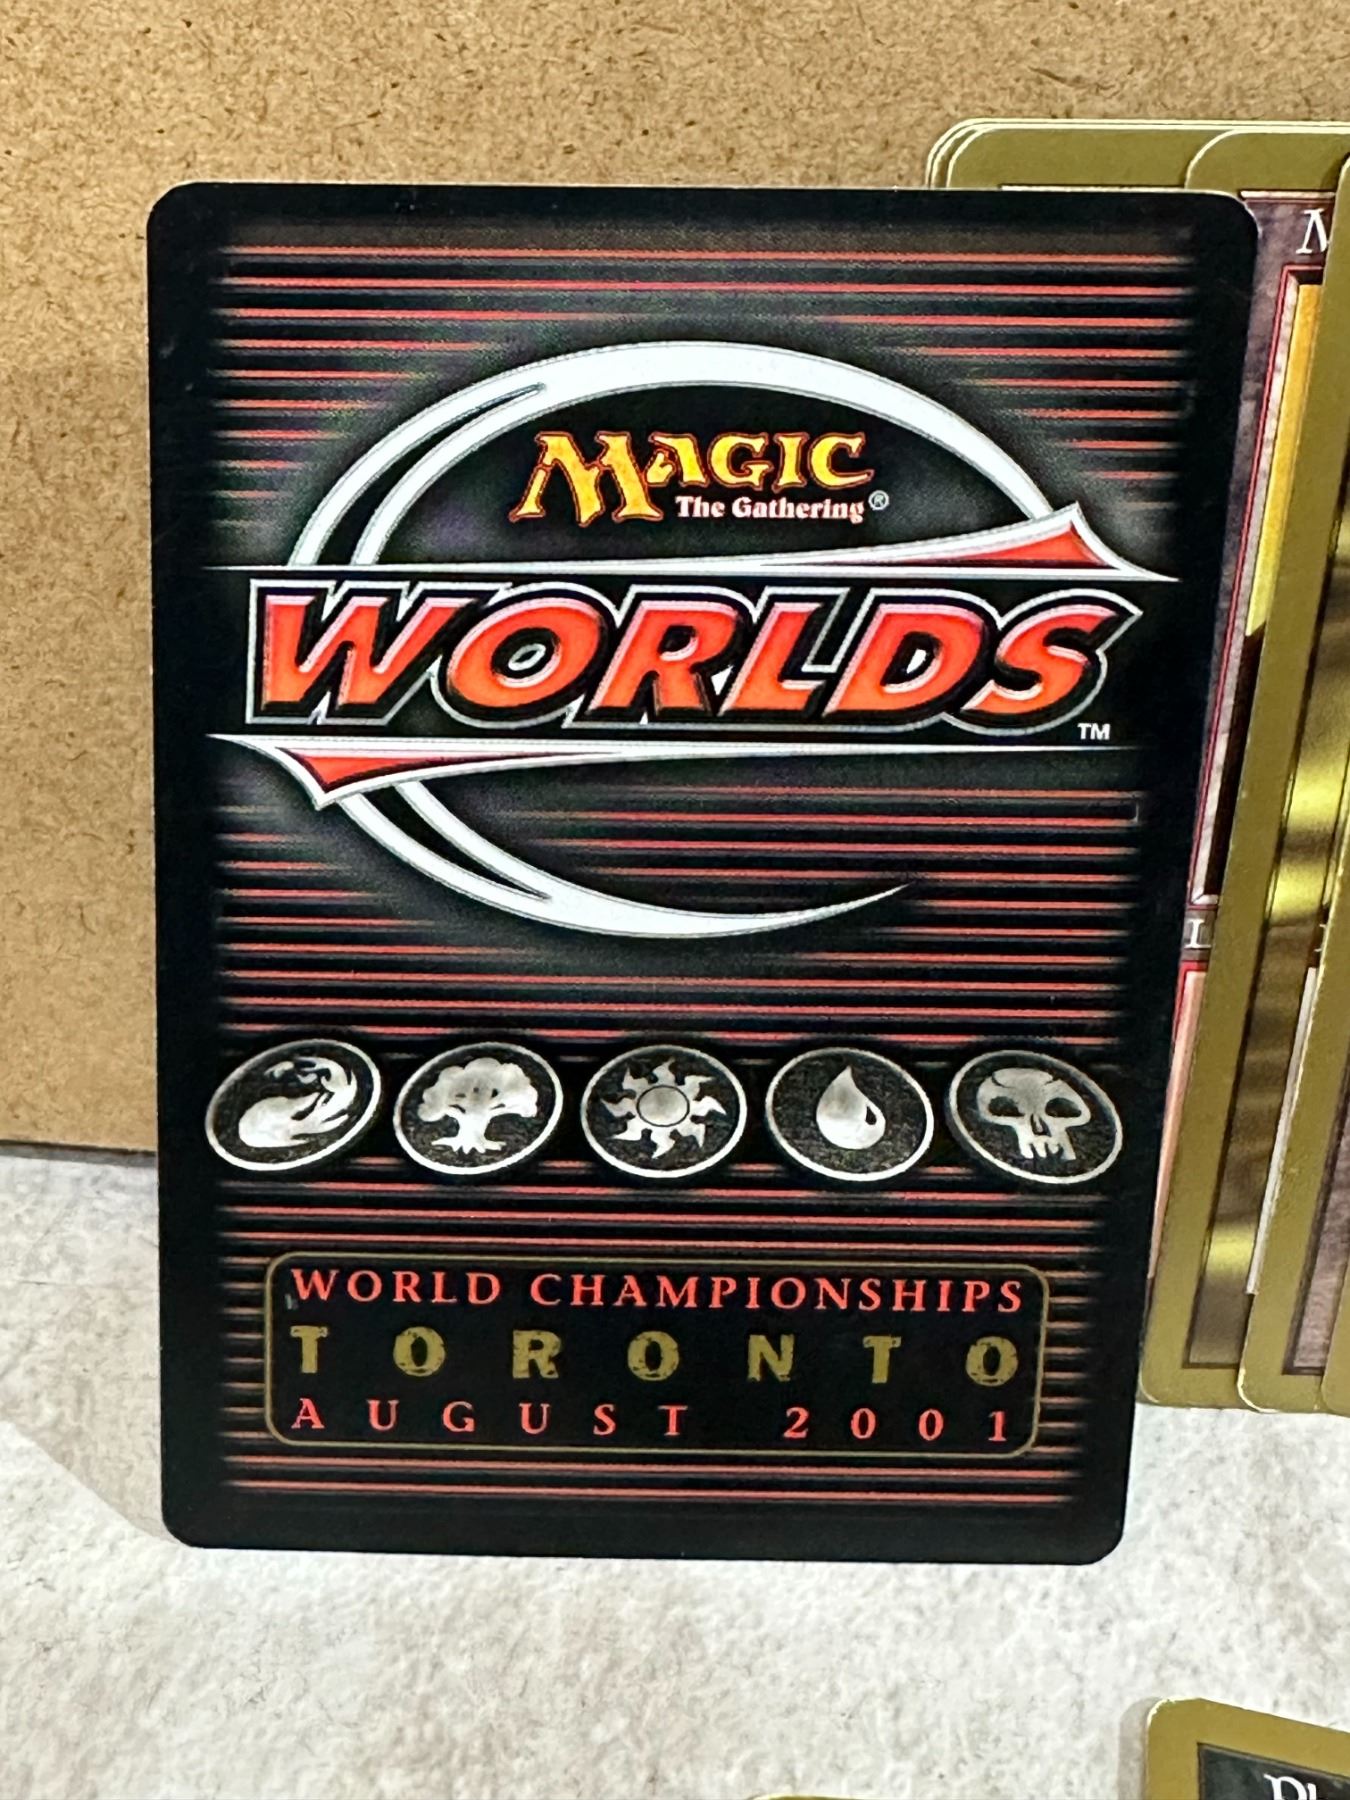 MAGIC
The Gathering®
WORLDS
TM
WORLD CHAMPIONSHIPS
TORONTO
AUGUST 2001